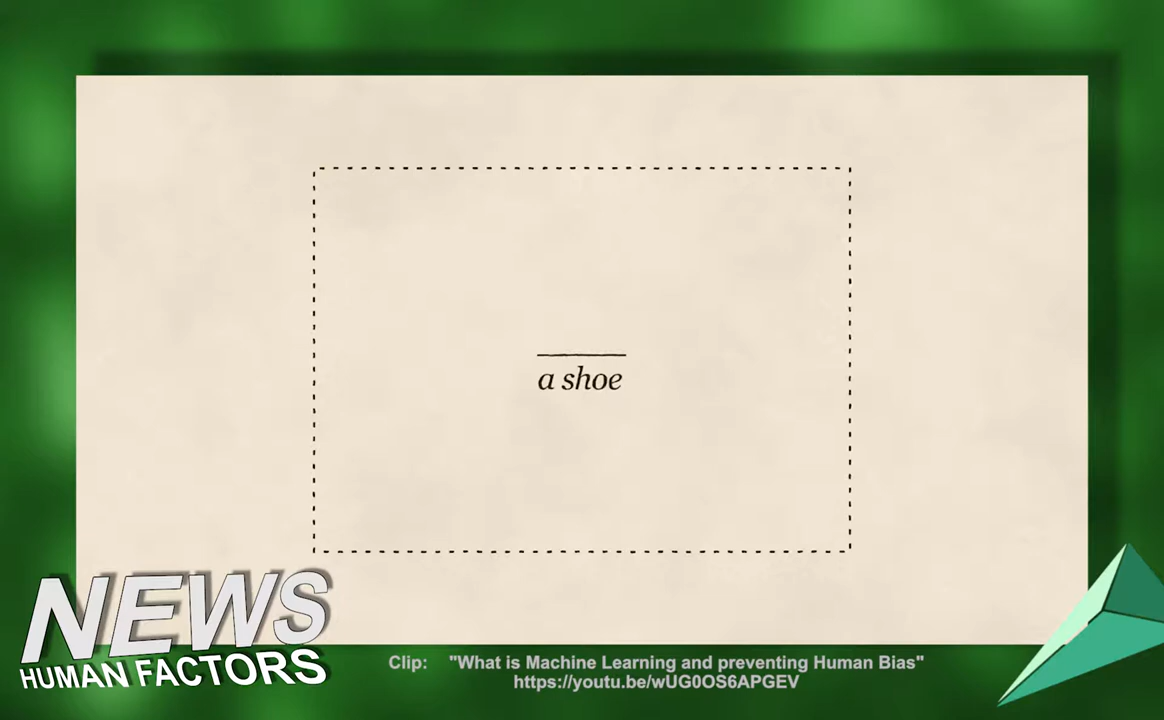 a shoe
NEWS
HUMAN FACTORS
Clip: "What is Machine Learning and preventing Human Bias"
https://youtu.be/wUG0OS6APGEV